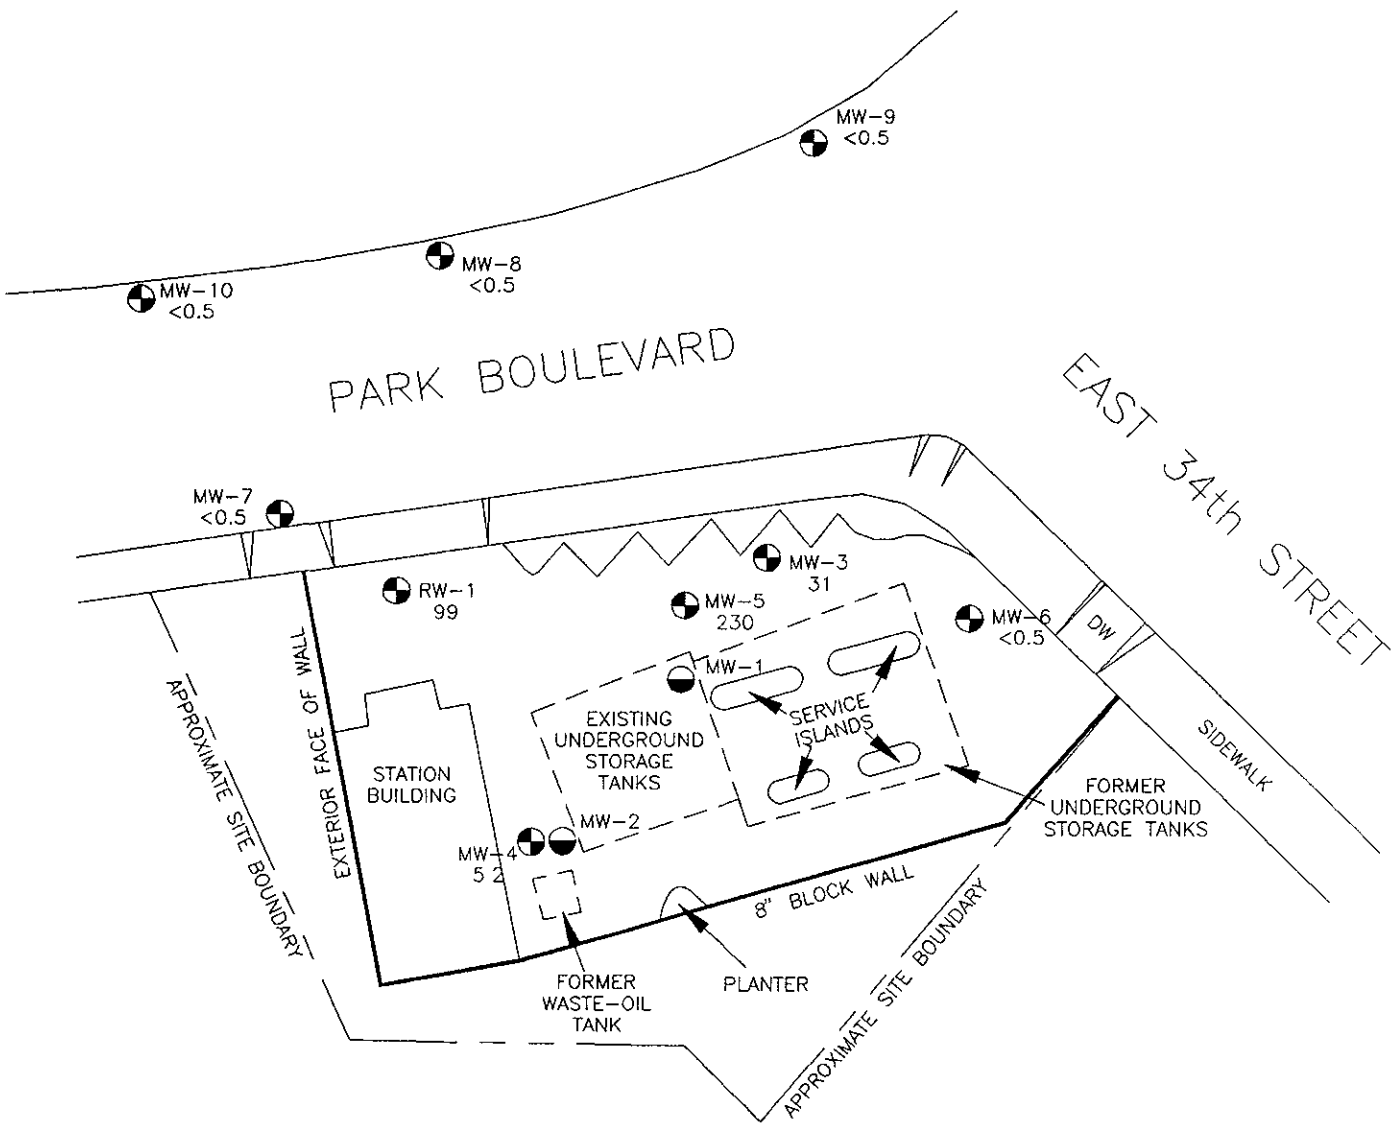 MW-9
<0.5
MW-8
<0.5
MW-10
<0.5
PARK BOULEVARD
EAST 34th STREET
MW-7
<0.5
RW-1
99
MW-3
31
MW-5
230
MW-6
<0.5
DW
MW-1
SERVICE
ISLANDS
EXISTING
UNDERGROUND
STORAGE
TANKS
STATION
BUILDING
EXTERIOR FACE OF WALL
APPROXIMATE SITE BOUNDARY
SIDEWALK
FORMER
UNDERGROUND
STORAGE TANKS
MW-2
MW-4
5 2
8" BLOCK WALL
PLANTER
FORMER
WASTE-OIL
TANK
APPROXIMATE SITE BOUNDARY